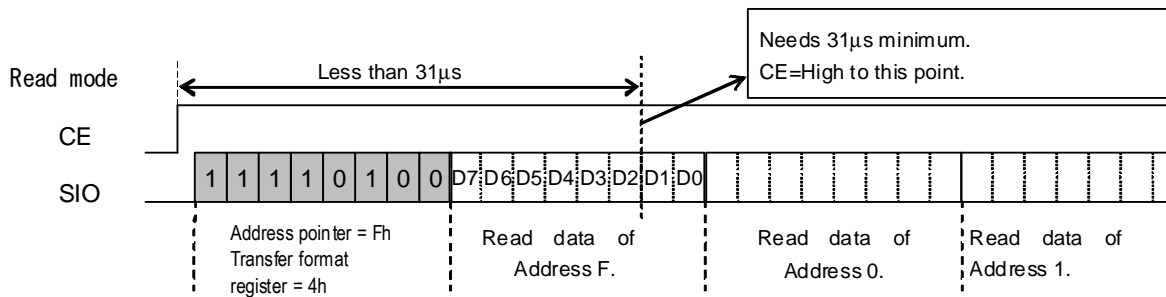 Needs 31μs minimum.
CE=High to this point.
Read mode
Less than 31μs
CE
SIO
1 1 1 1 0 1 0 0 D7 D6 D5 D4 D3 D2 D1 D0
Address pointer = Fh
Transfer format
register = 4h
Read data of
Address F.
Read data of
Address 0.
Read data of
Address 1.